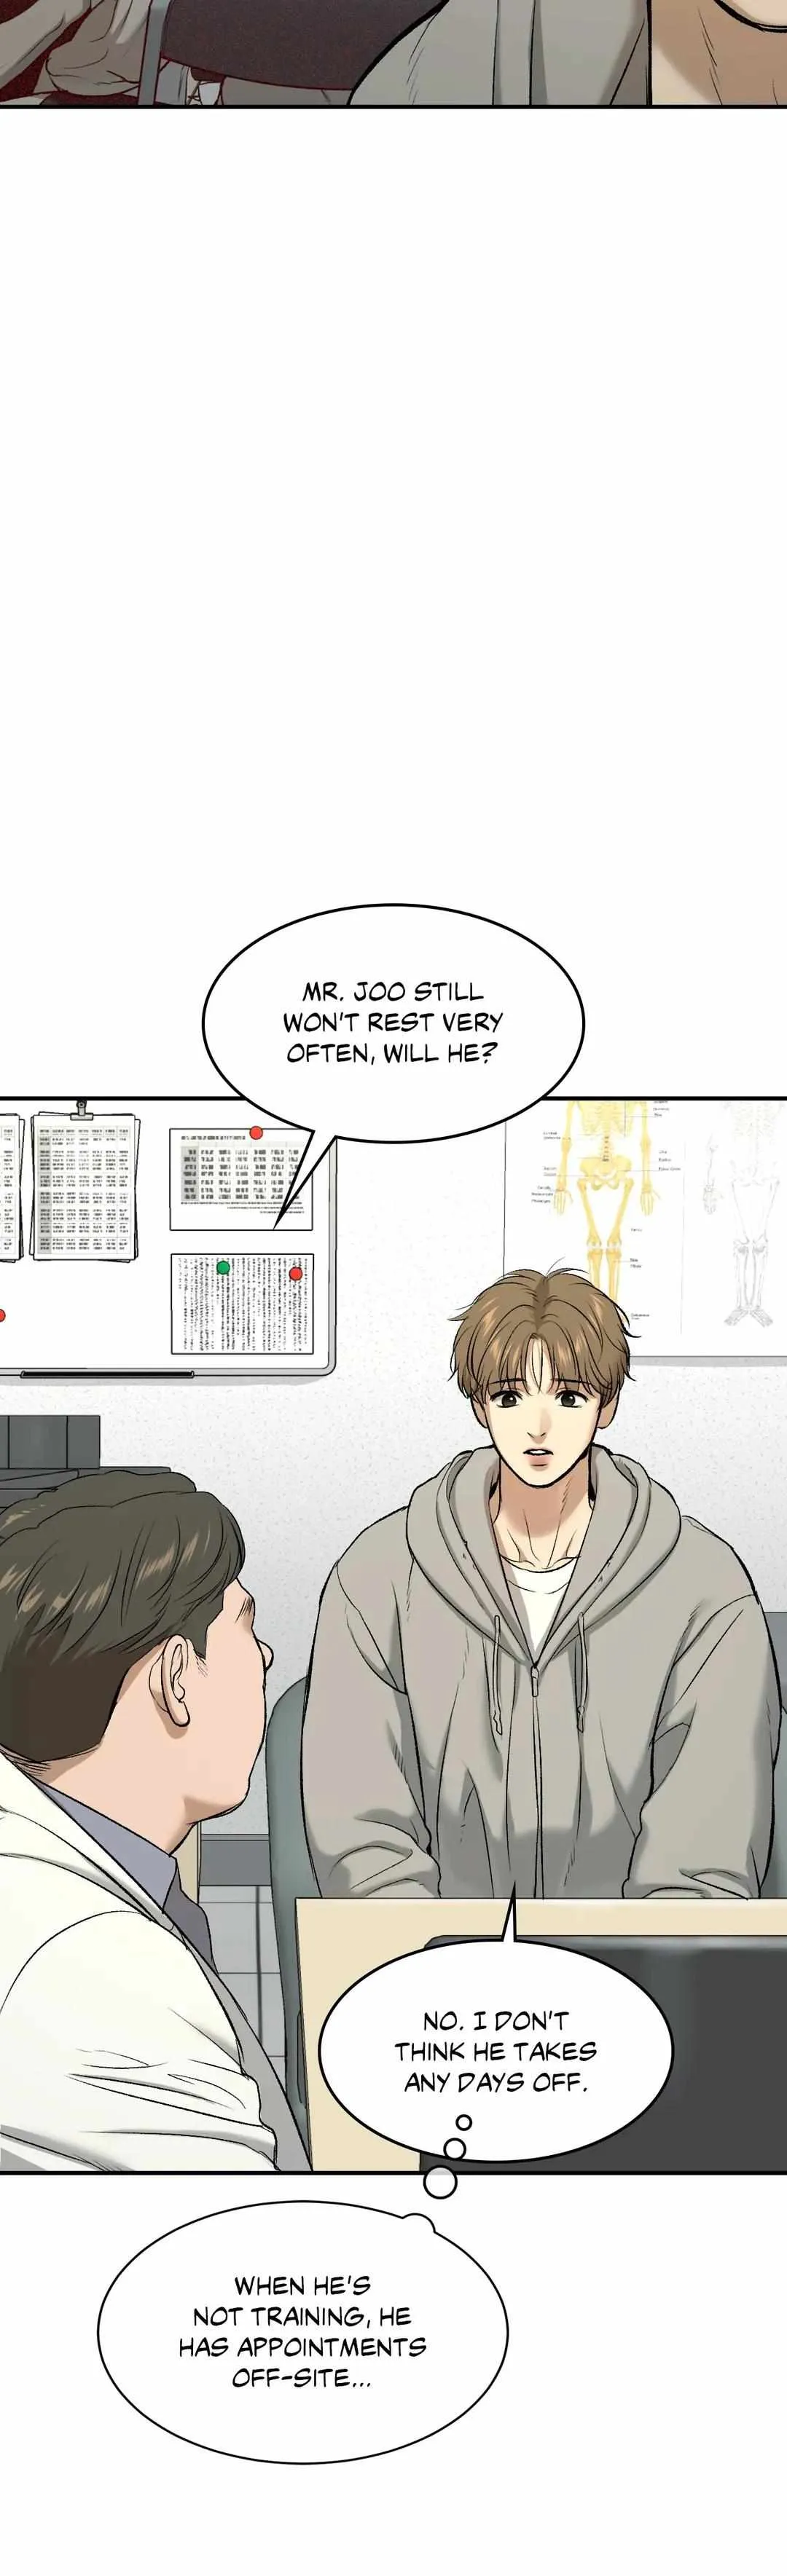 MR. JOO STILL
WON'T REST VERY
OFTEN, WILL HE?
NO. I DON'T
THINK HE TAKES
ANY DAYS OFF.
WHEN HE'S
NOT TRAINING, HE
HAS APPOINTMENTS
OFF-SITE...